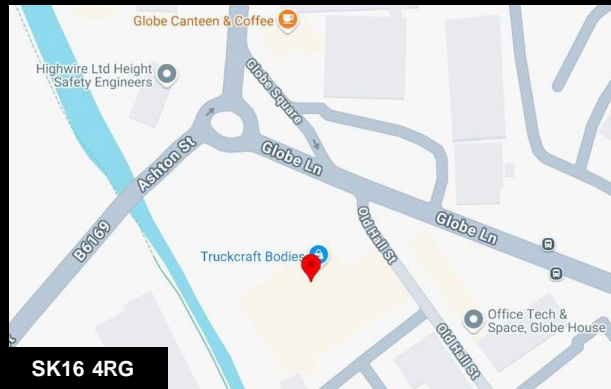 Globe Canteen & Coffee
Highwire Ltd Height
Safety Engineers
Globe Square
Ashton St
Globe Ln
B6169
Old Hall St
Globe Ln
Truckcraft Bodies
Office Tech &
Space, Globe House
Old Hall St
SK16 4RG